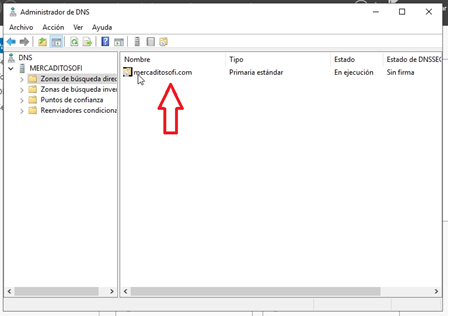 Administrador de DNS
Archivo Acción Ver Ayuda
DNS
MERCADITOSOFI
Zonas de búsqueda direc
Zonas de búsqueda inver
Puntos de confianza
Reenviadores condiciona
Nombre Tipo Estado Estado de DNSSEC
mercaditosofi.com Primaria estándar En ejecución Sin firma